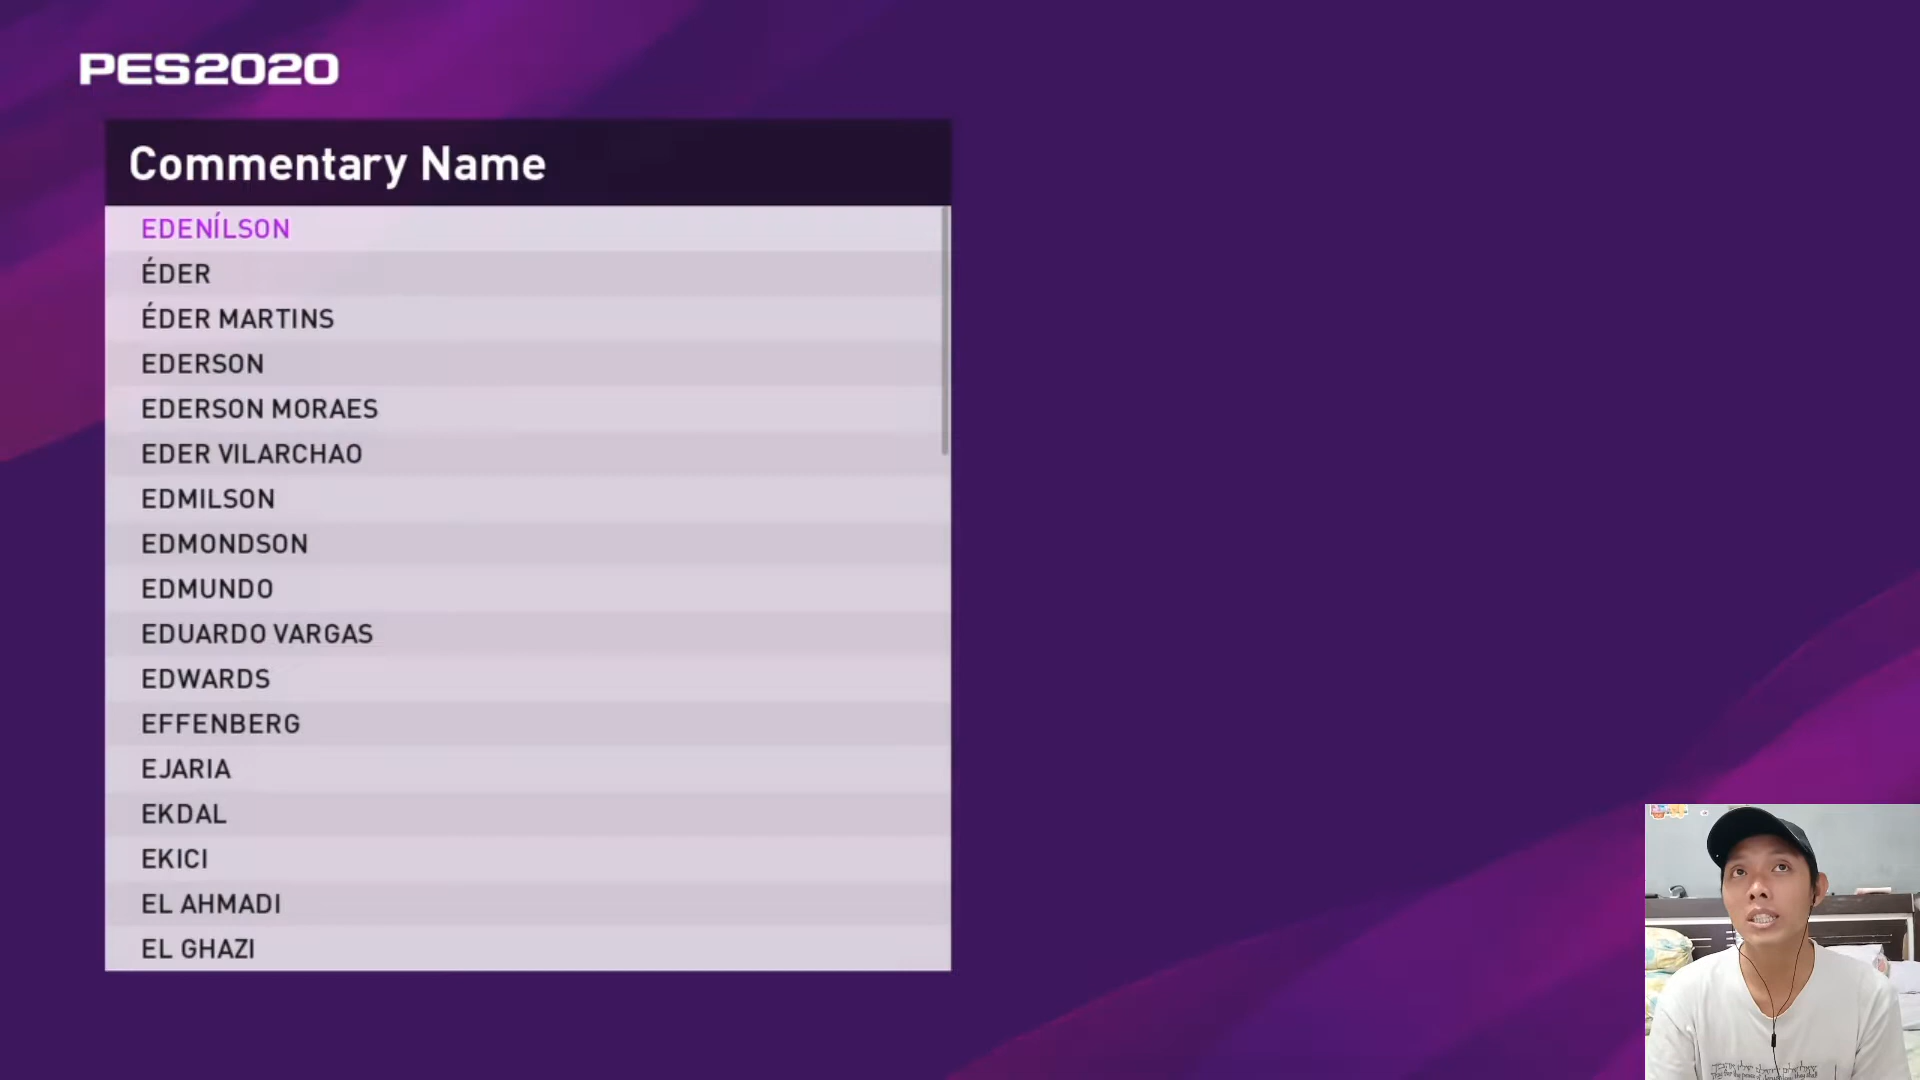 PES2020
Commentary Name
EDENÍLSON
ÉDER
ÉDER MARTINS
EDERSON
EDERSON MORAES
EDER VILARCHAO
EDMILSON
EDMONDSON
EDMUNDO
EDUARDO VARGAS
EDWARDS
EFFENBERG
EJARIA
EKDAL
EKICI
EL AHMADI
EL GHAZI